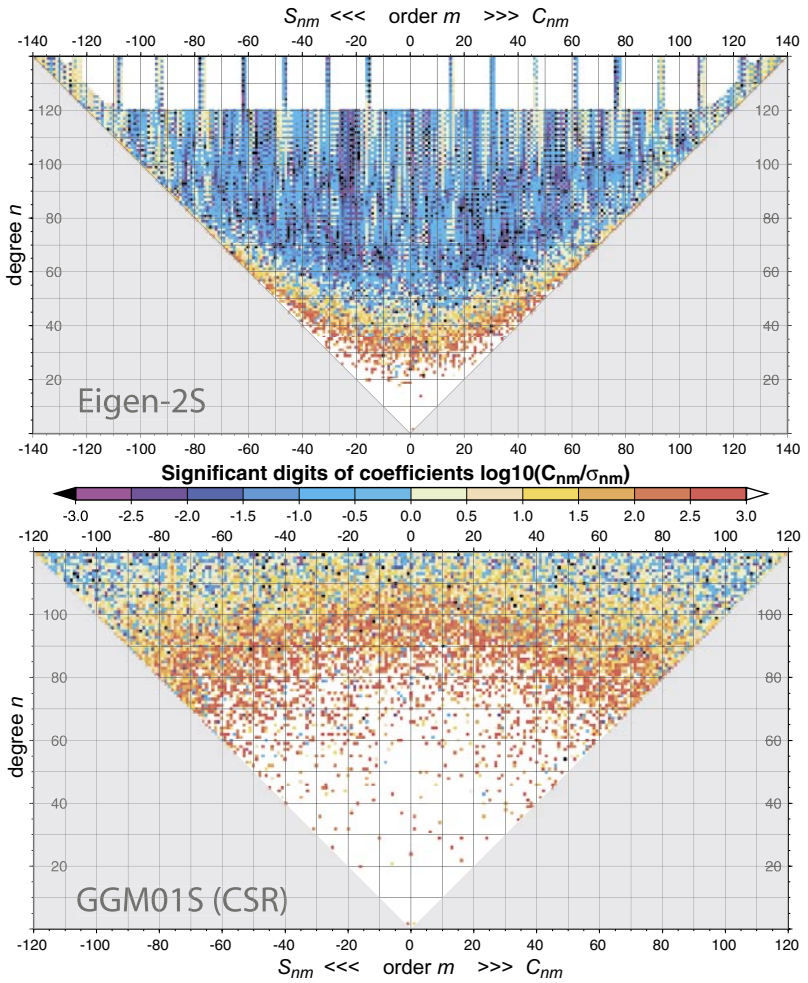 S_nm <<< order m >>> C_nm
-140 -120 -100 -80 -60 -40 -20 0 20 40 60 80 100 120 140
120 120
100 100
80 80
60 60
40 40
20 20
degree n
Eigen-2S
-140 -120 -100 -80 -60 -40 -20 0 20 40 60 80 100 120 140
Significant digits of coefficients log10(C_nm/σ_nm)
-3.0 -2.5 -2.0 -1.5 -1.0 -0.5 0.0 0.5 1.0 1.5 2.0 2.5 3.0
-120 -100 -80 -60 -40 -20 0 20 40 60 80 100 120
100 100
80 80
60 60
40 40
20 20
degree n
GGM01S (CSR)
-120 -100 -80 -60 -40 -20 0 20 40 60 80 100 120
S_nm <<< order m >>> C_nm